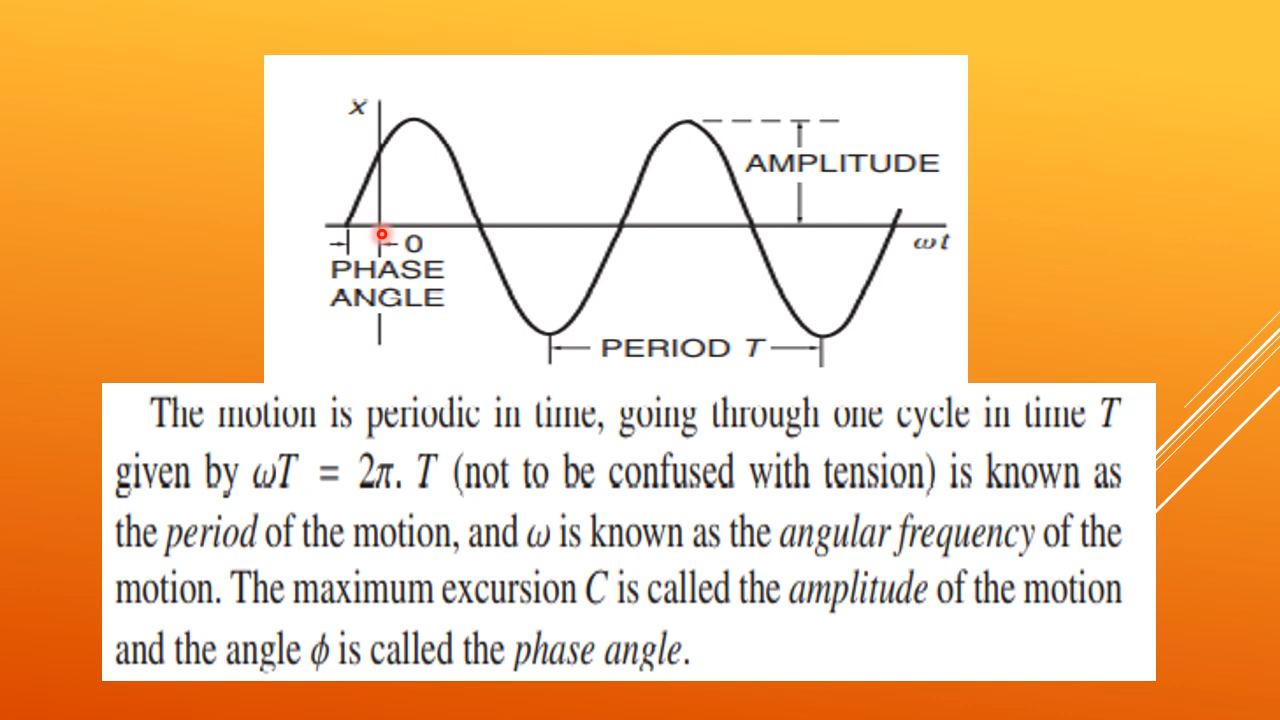 x
AMPLITUDE
0
ωt
PHASE
ANGLE
PERIOD T
The motion is periodic in time, going through one cycle in time T
given by ωT = 2π. T (not to be confused with tension) is known as
the period of the motion, and ω is known as the angular frequency of the
motion. The maximum excursion C is called the amplitude of the motion
and the angle ϕ is called the phase angle.